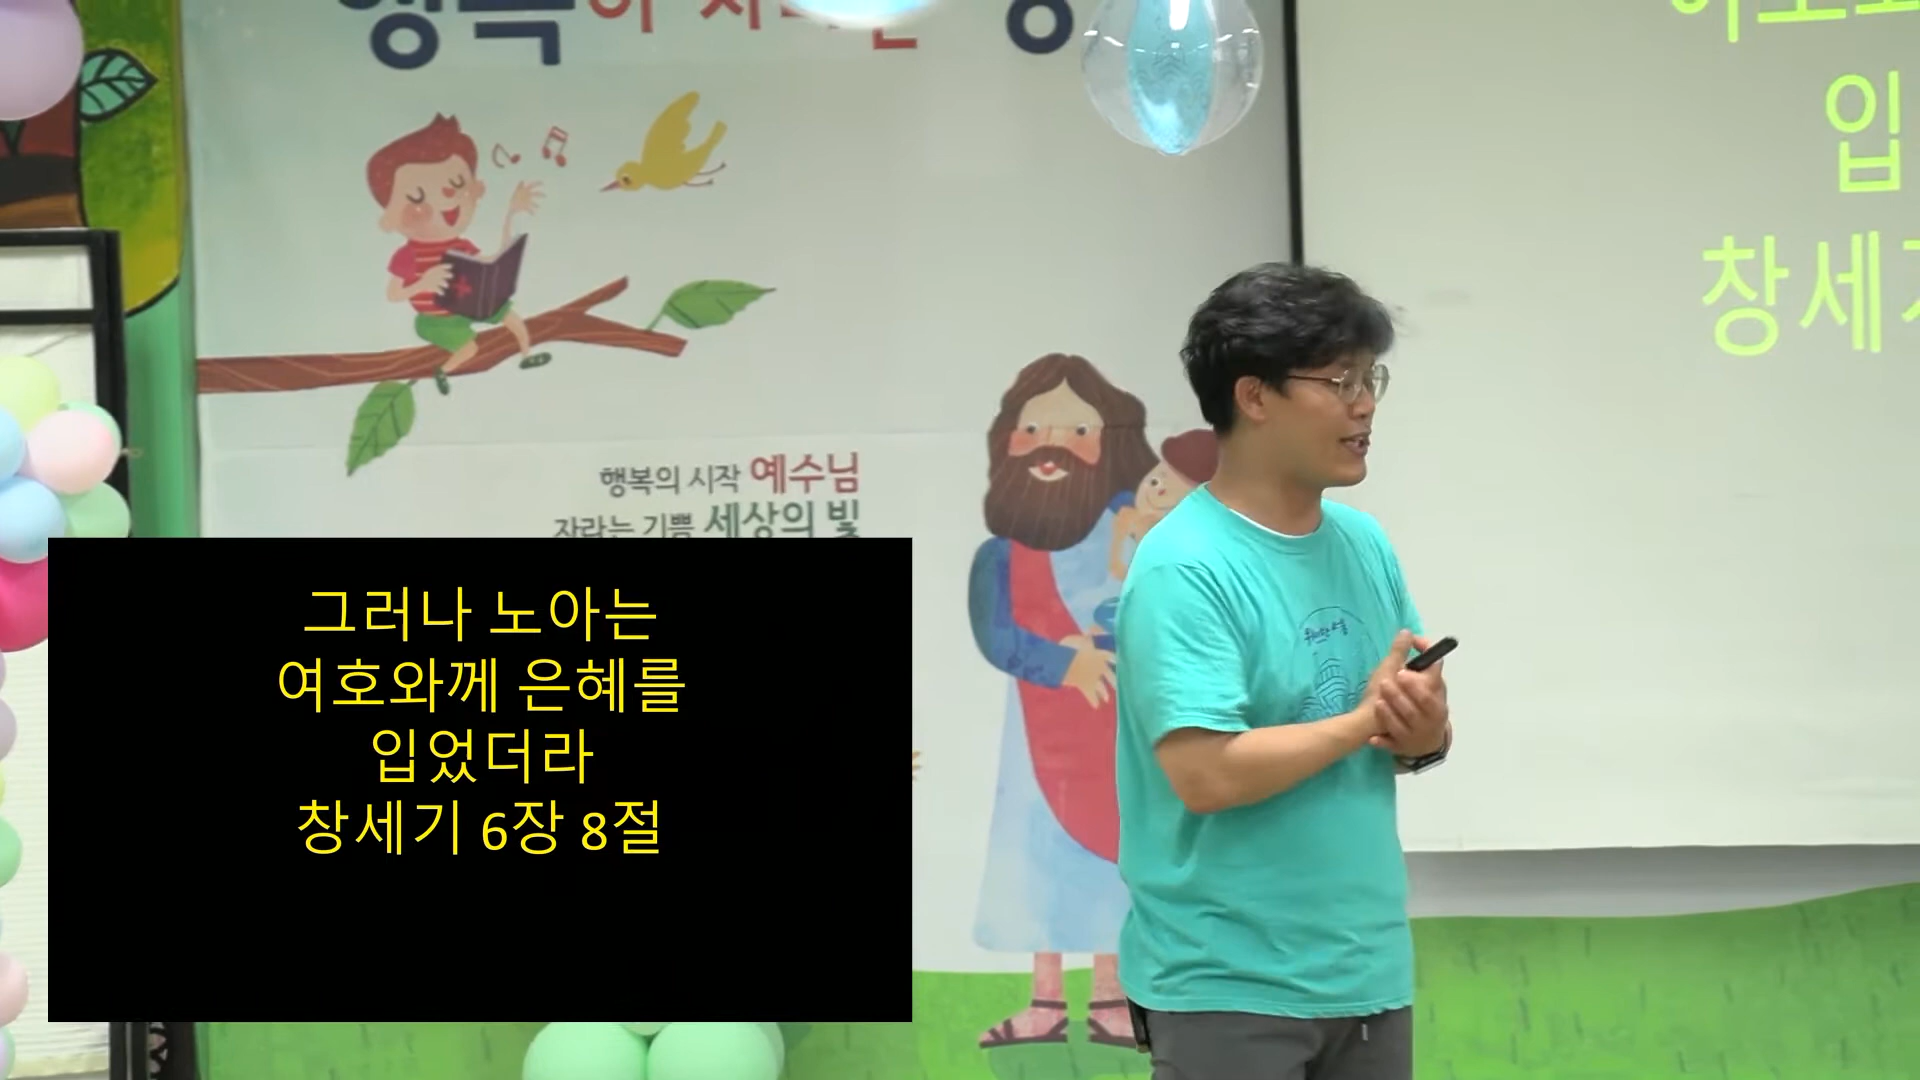 행복의 시작 예수님
자라는 기쁨 세상의 빛
그러나 노아는
여호와께 은혜를
입었더라
창세기 6장 8절
입
창세